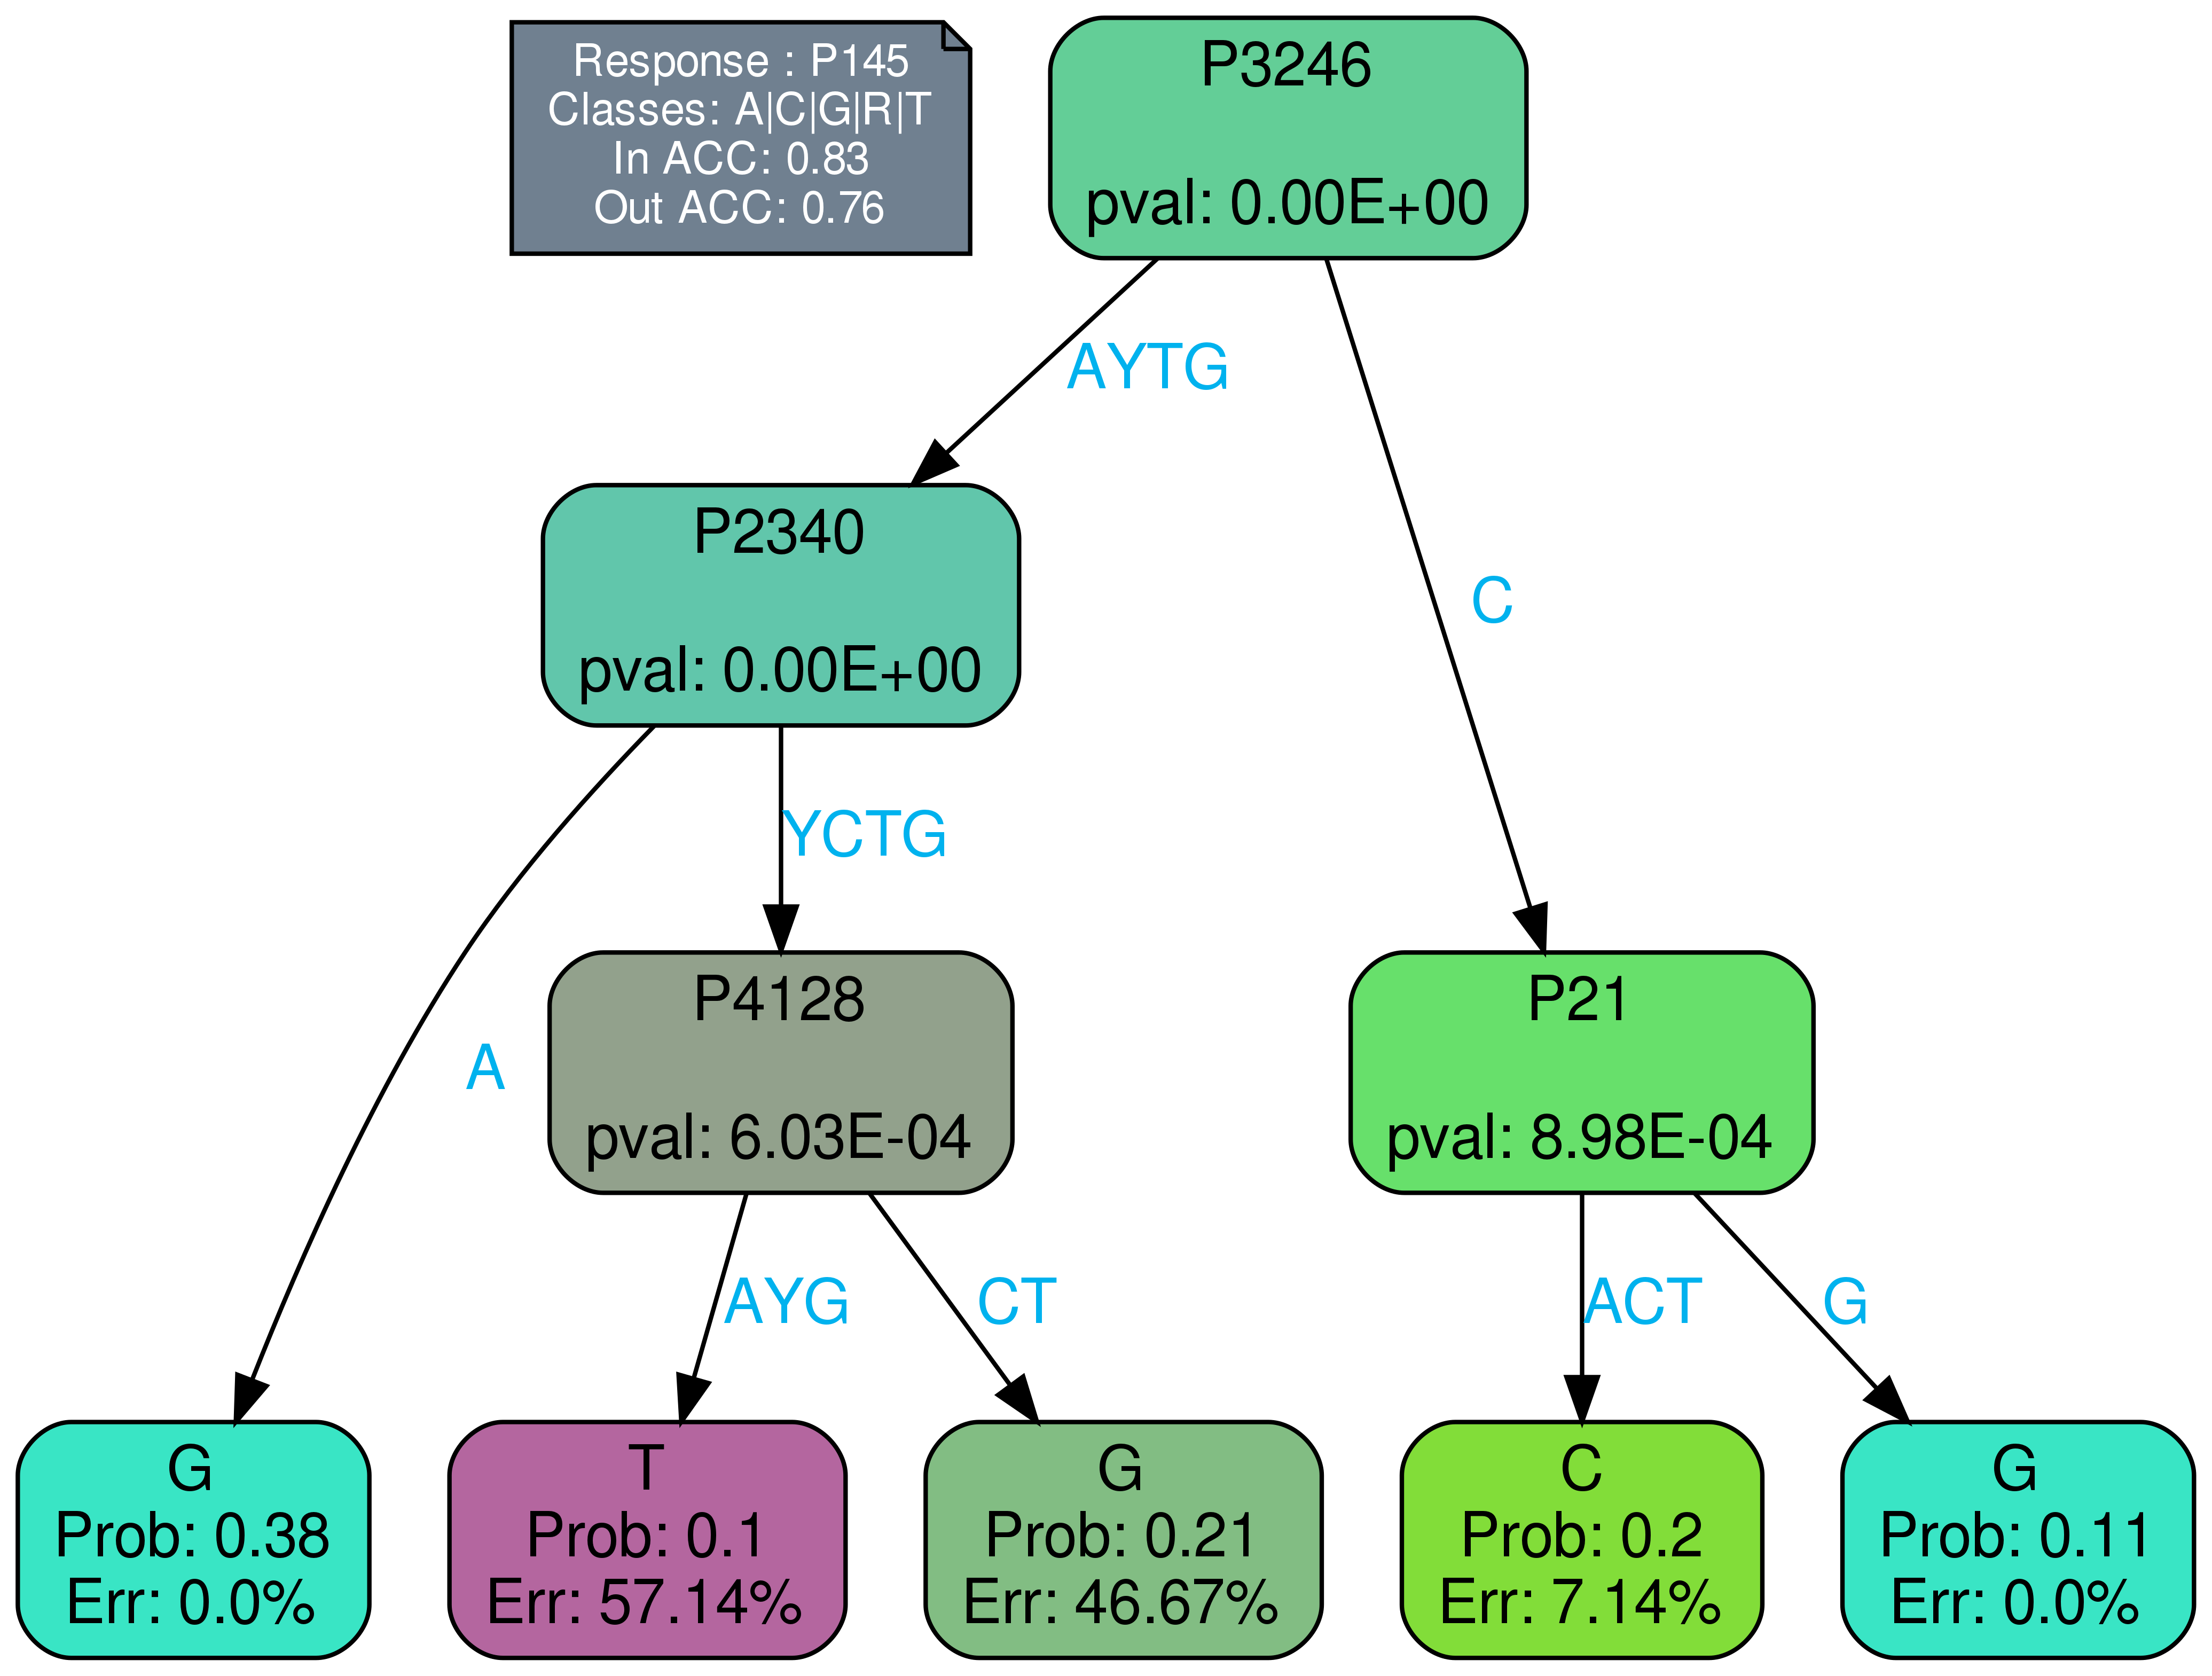 Response : P145
Classes: A|C|G|R|T
In ACC: 0.83
Out ACC: 0.76
P3246
pval: 0.00E+00
AYTG
C
P2340
pval: 0.00E+00
A
YCTG
P4128
pval: 6.03E-04
P21
pval: 8.98E-04
AYG
CT
ACT
G
G
Prob: 0.38
Err: 0.0%
T
Prob: 0.1
Err: 57.14%
G
Prob: 0.21
Err: 46.67%
C
Prob: 0.2
Err: 7.14%
G
Prob: 0.11
Err: 0.0%